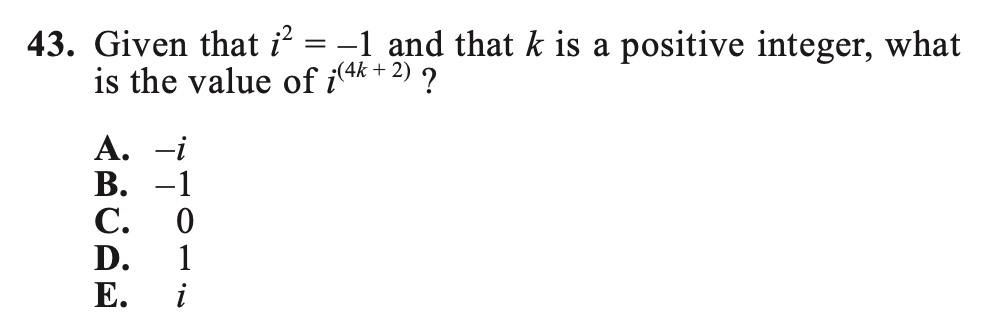 43. Given that i² = –1 and that k is a positive integer, what
is the value of i⁽⁴ᵏ ⁺ ²⁾ ?
A. –i
B. –1
C. 0
D. 1
E. i